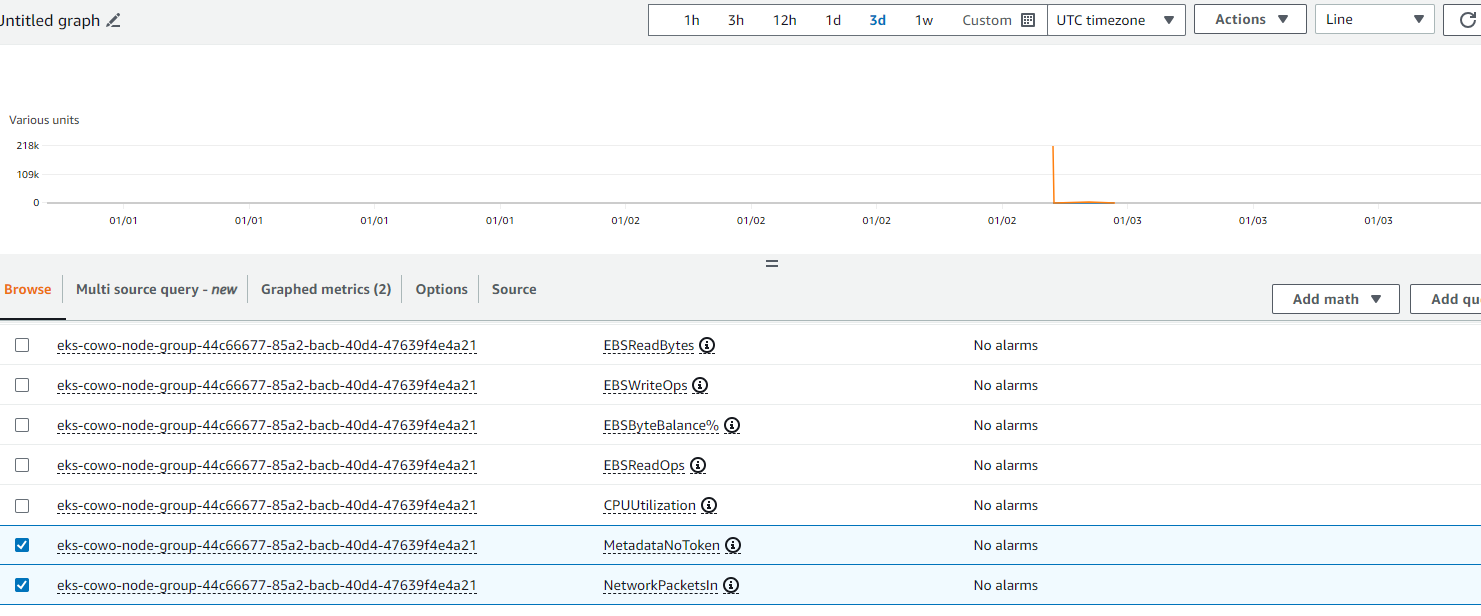 Untitled graph
1h 3h 12h 1d 3d 1w Custom UTC timezone Actions Line
Various units
218k
109k
0
01/01 01/01 01/01 01/01 01/02 01/02 01/02 01/02 01/03 01/03 01/03
Browse Multi source query - new Graphed metrics (2) Options Source
Add math Add qu
eks-cowo-node-group-44c66677-85a2-bacb-40d4-47639f4e4a21 EBSReadBytes No alarms
eks-cowo-node-group-44c66677-85a2-bacb-40d4-47639f4e4a21 EBSWriteOps No alarms
eks-cowo-node-group-44c66677-85a2-bacb-40d4-47639f4e4a21 EBSByteBalance% No alarms
eks-cowo-node-group-44c66677-85a2-bacb-40d4-47639f4e4a21 EBSReadOps No alarms
eks-cowo-node-group-44c66677-85a2-bacb-40d4-47639f4e4a21 CPUUtilization No alarms
eks-cowo-node-group-44c66677-85a2-bacb-40d4-47639f4e4a21 MetadataNoToken No alarms
eks-cowo-node-group-44c66677-85a2-bacb-40d4-47639f4e4a21 NetworkPacketsIn No alarms